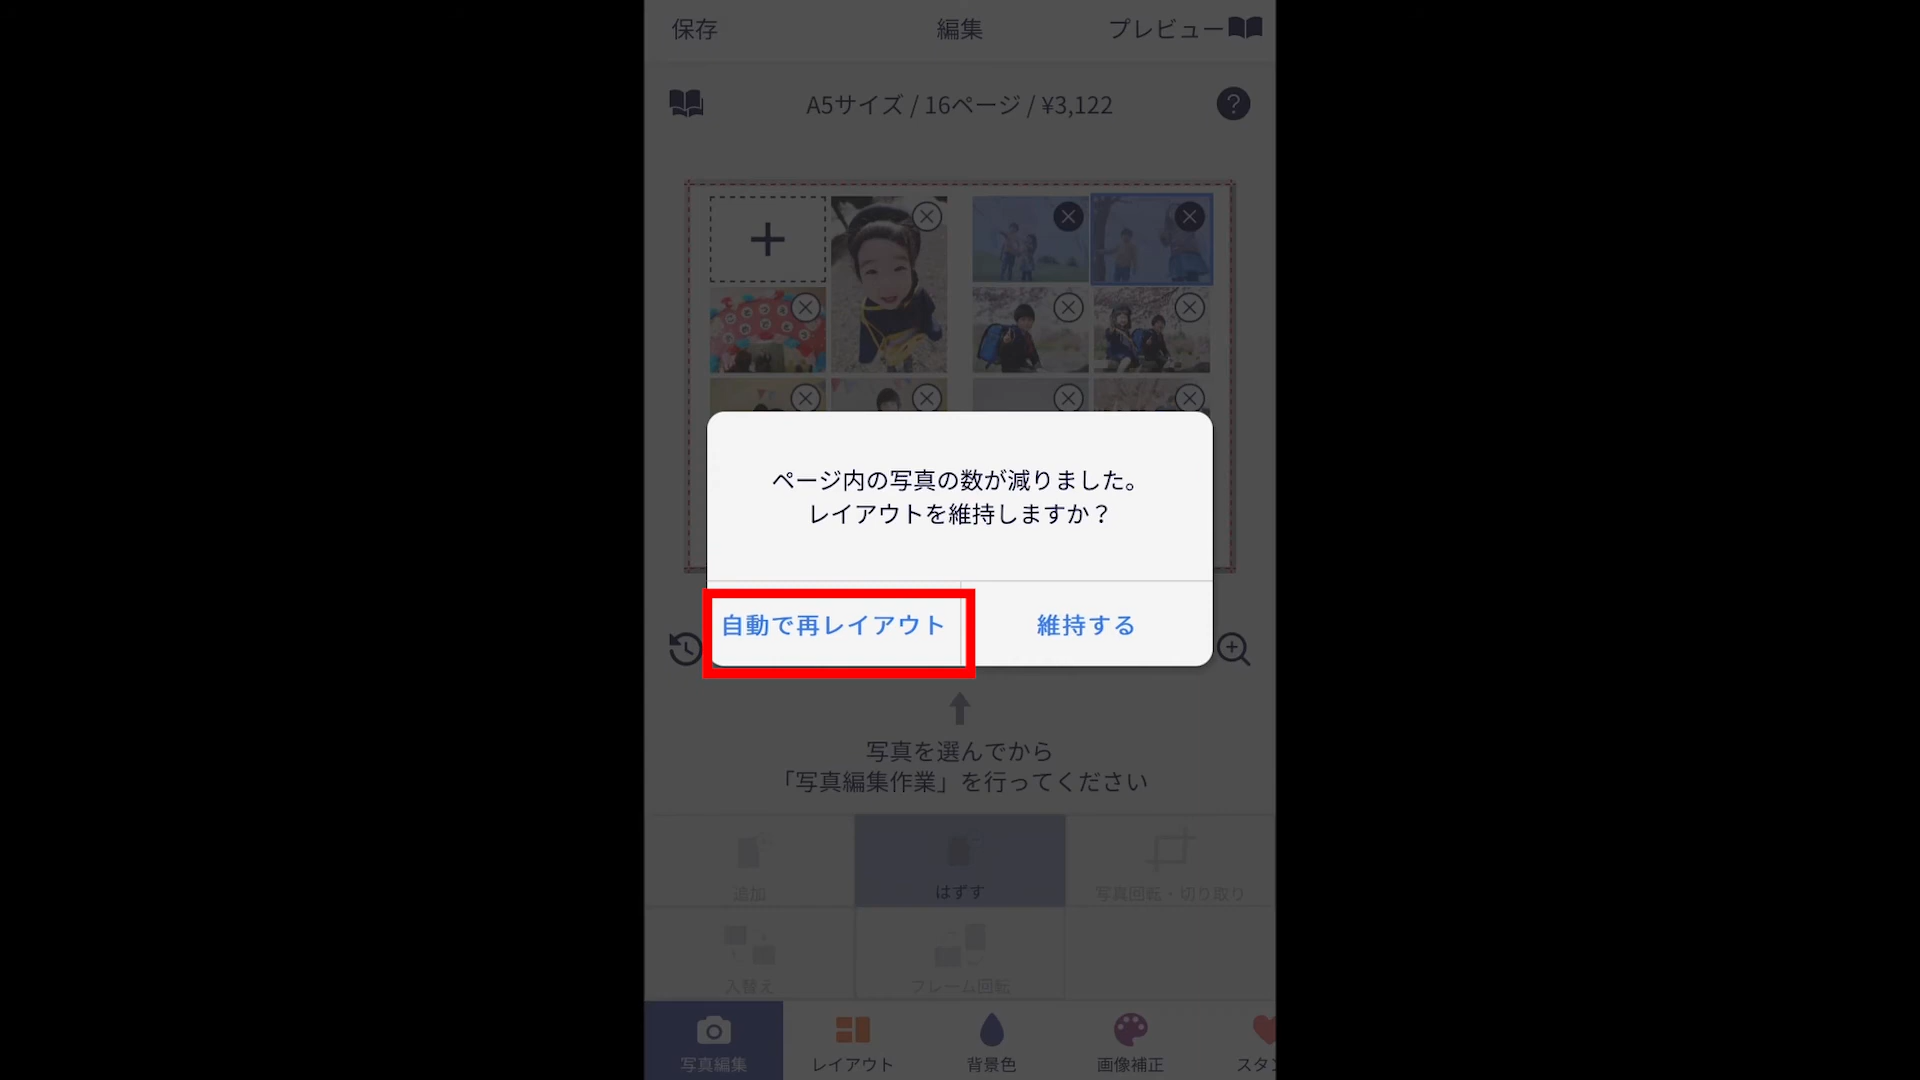 保存
編集
プレビュー
A5サイズ / 16ページ / ¥3,122
ページ内の写真の数が減りました。
レイアウトを維持しますか？
自動で再レイアウト
維持する
写真を選んでから
「写真編集作業」を行ってください
追加
はずす
写真回転・切り取り
入替え
フレーム回転
写真編集
レイアウト
背景色
画像補正
スタン